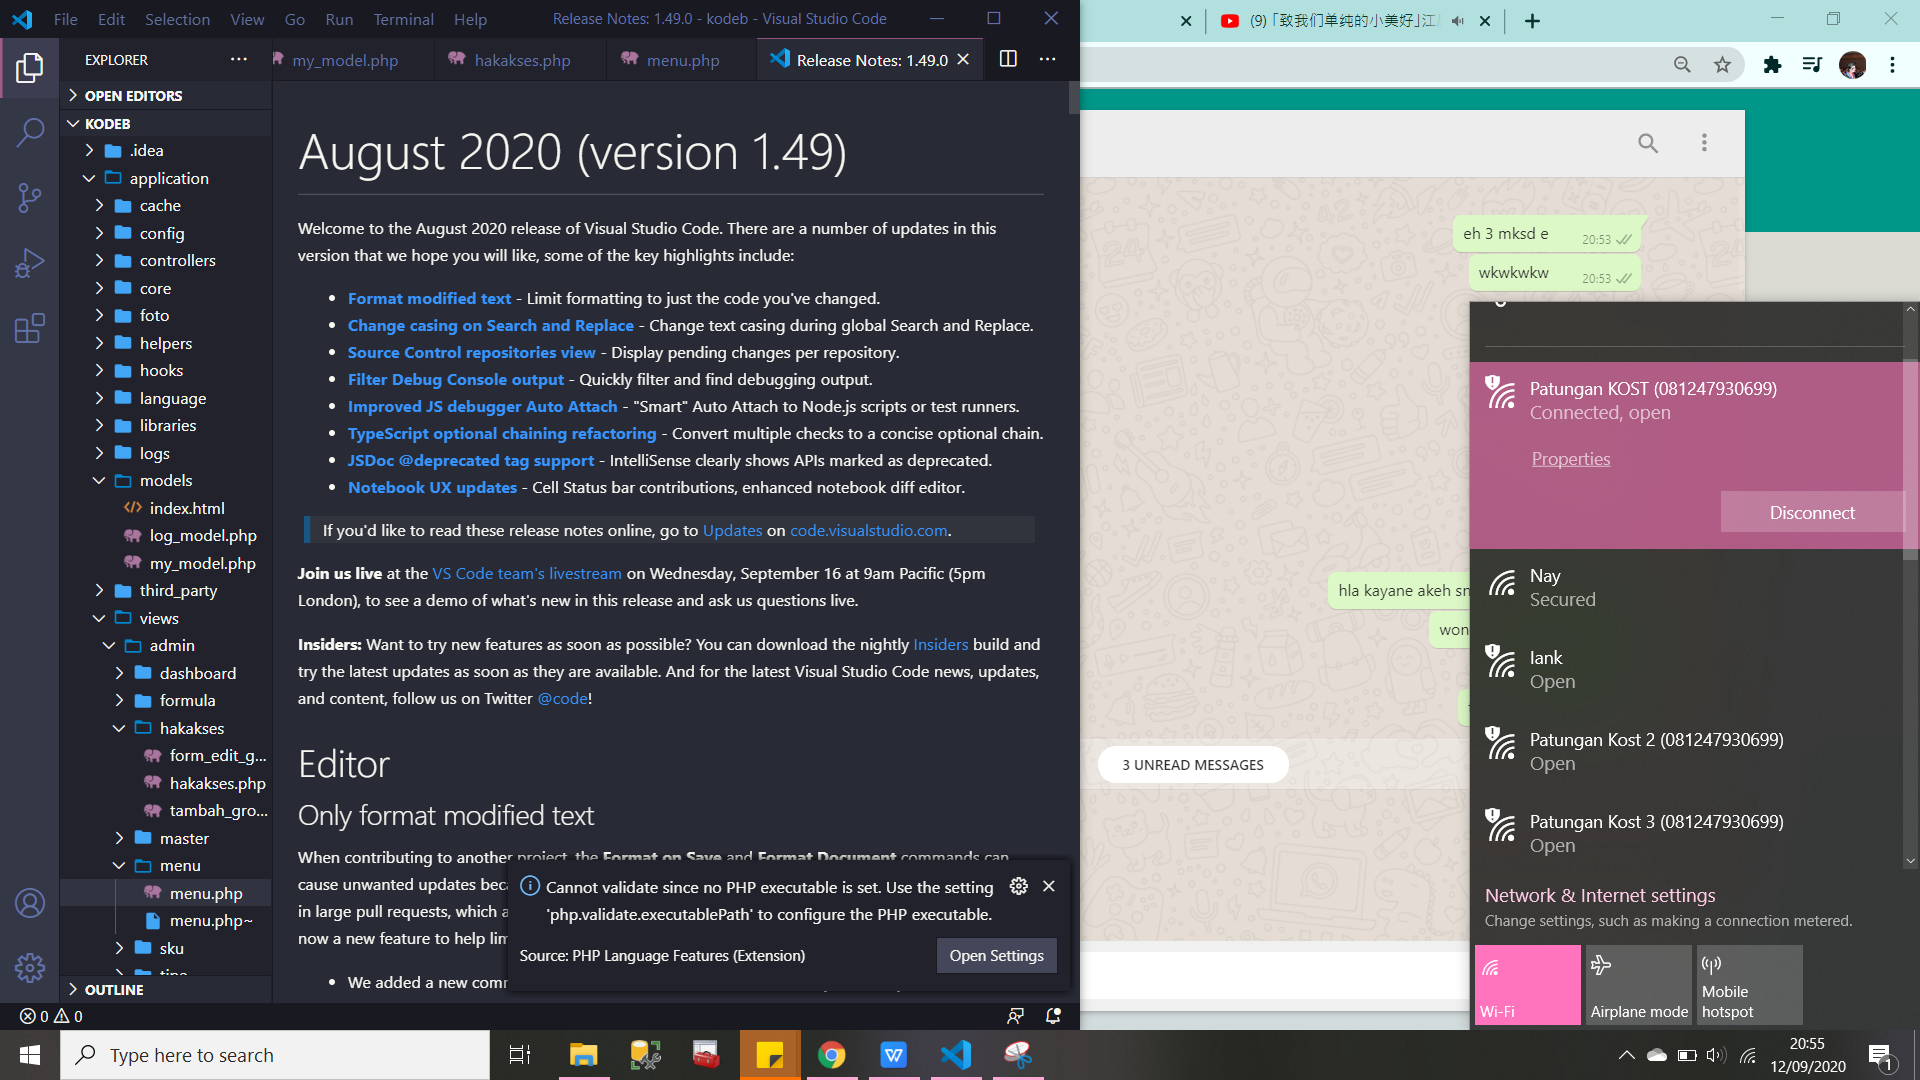 File Edit Selection View Go Run Terminal Help
Release Notes: 1.49.0 - kodeb - Visual Studio Code
EXPLORER
my_model.php
hakakses.php
menu.php
Release Notes: 1.49.0
OPEN EDITORS
KODEB
.idea
application
cache
config
controllers
core
foto
helpers
hooks
language
libraries
logs
models
index.html
log_model.php
my_model.php
third_party
views
admin
dashboard
formula
hakakses
form_edit_g...
hakakses.php
tambah_gro...
master
menu
menu.php
menu.php~
sku
OUTLINE
0 0
August 2020 (version 1.49)
Welcome to the August 2020 release of Visual Studio Code. There are a number of updates in this
version that we hope you will like, some of the key highlights include:
• Format modified text - Limit formatting to just the code you've changed.
• Change casing on Search and Replace - Change text casing during global Search and Replace.
• Source Control repositories view - Display pending changes per repository.
• Filter Debug Console output - Quickly filter and find debugging output.
• Improved JS debugger Auto Attach - "Smart" Auto Attach to Node.js scripts or test runners.
• TypeScript optional chaining refactoring - Convert multiple checks to a concise optional chain.
• JSDoc @deprecated tag support - IntelliSense clearly shows APIs marked as deprecated.
• Notebook UX updates - Cell Status bar contributions, enhanced notebook diff editor.
If you'd like to read these release notes online, go to Updates on code.visualstudio.com.
Join us live at the VS Code team's livestream on Wednesday, September 16 at 9am Pacific (5pm
London), to see a demo of what's new in this release and ask us questions live.
Insiders: Want to try new features as soon as possible? You can download the nightly Insiders build and
try the latest updates as soon as they are available. And for the latest Visual Studio Code news, updates,
and content, follow us on Twitter @code!
Editor
Only format modified text
When contributing to another project, the Format on Save and Format Document commands can
cause unwanted updates
in large pull requests, which
now a new feature to help
• We added a new
Cannot validate since no PHP executable is set. Use the setting
'php.validate.executablePath' to configure the PHP executable.
Source: PHP Language Features (Extension)
Open Settings
(9) 「致我们单纯的小美好」江
eh 3 mksd e 20:53
wkwkwkw 20:53
hla kayane akeh
3 UNREAD MESSAGES
Patungan KOST (081247930699)
Connected, open
Properties
Disconnect
Nay
Secured
lank
Open
Patungan Kost 2 (081247930699)
Open
Patungan Kost 3 (081247930699)
Open
Network & Internet settings
Change settings, such as making a connection metered.
Wi-Fi
Airplane mode
Mobile
hotspot
Type here to search
20:55
12/09/2020
1